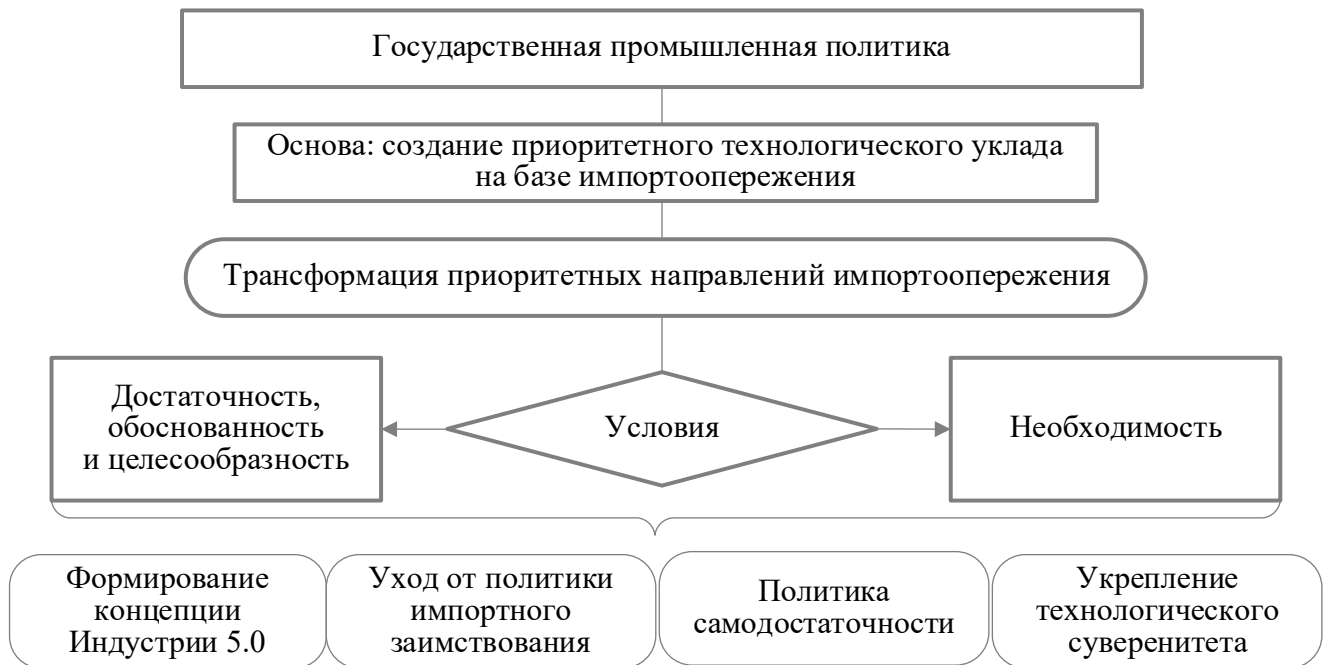 Государственная промышленная политика
Основа: создание приоритетного технологического уклада
на базе импортоопережения
Трансформация приоритетных направлений импортоопережения
Достаточность,
обоснованность
и целесообразность
Условия
Необходимость
Формирование
концепции
Индустрии 5.0
Уход от политики
импортного
заимствования
Политика
самодостаточности
Укрепление
технологического
суверенитета